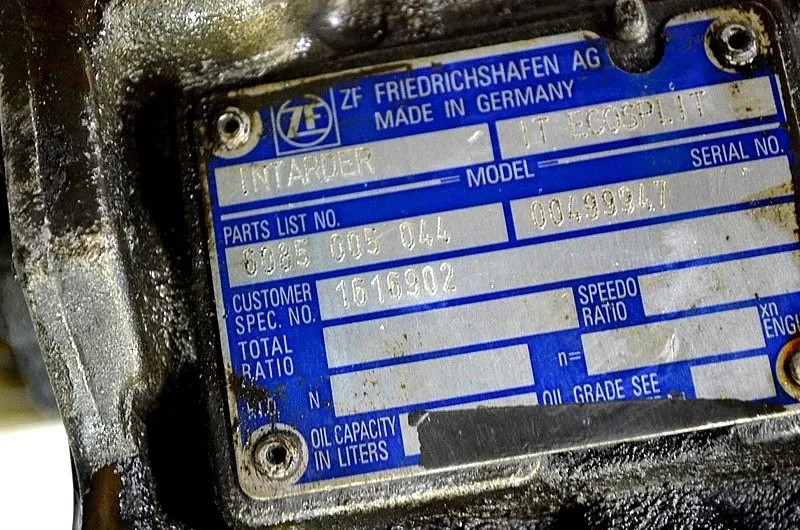 ZF
ZF FRIEDRICHSHAFEN AG
MADE IN GERMANY
INTARDER IT ECOSPLIT
MODEL SERIAL NO.
PARTS LIST NO.
6085 005 044 00499947
CUSTOMER SPEC. NO. 1616902
TOTAL RATIO SPEEDO RATIO
N. n= xn
OIL CAPACITY IN LITERS OIL GRADE SEE